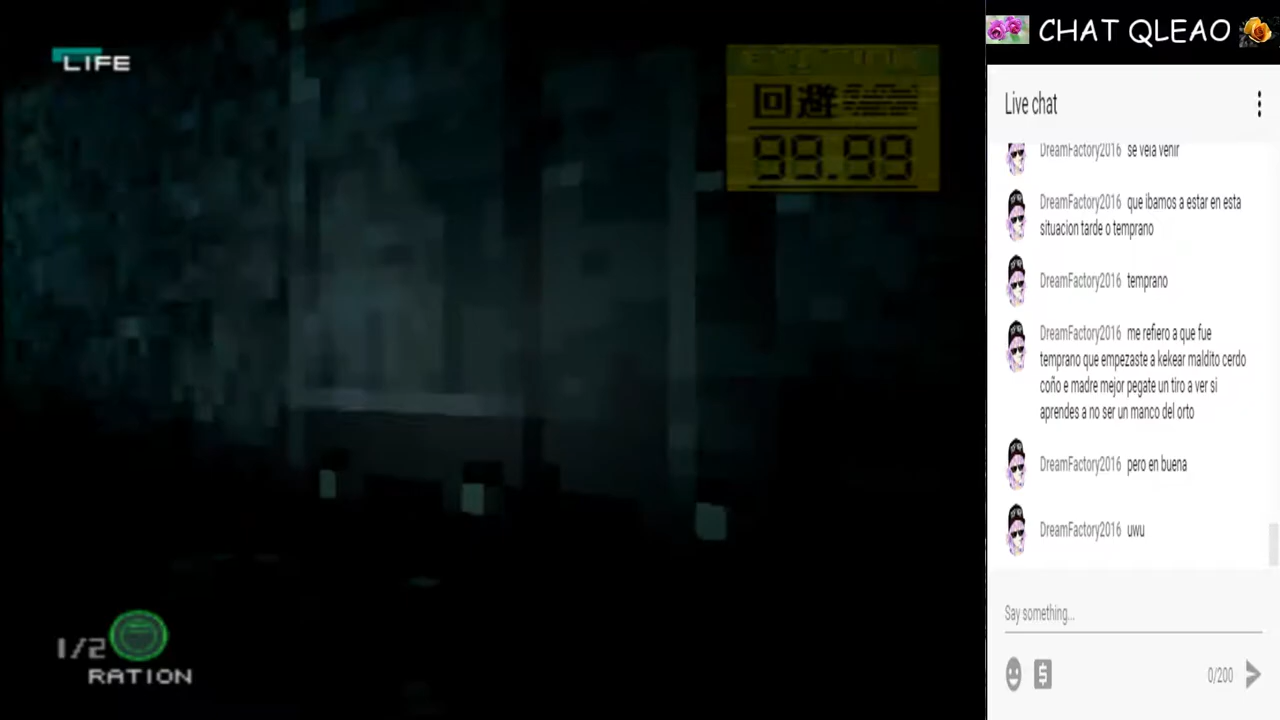 LIFE
回避
99.99
1/2
RATION
CHAT QLEAO
Live chat
DreamFactory2016 se veia venir
DreamFactory2016 que ibamos a estar en esta
situacion tarde o temprano
DreamFactory2016 temprano
DreamFactory2016 me refiero a que fue
temprano que empezaste a kekear maldito cerdo
coño e madre mejor pegate un tiro a ver si
aprendes a no ser un manco del orto
DreamFactory2016 pero en buena
DreamFactory2016 uwu
Say something...
0/200